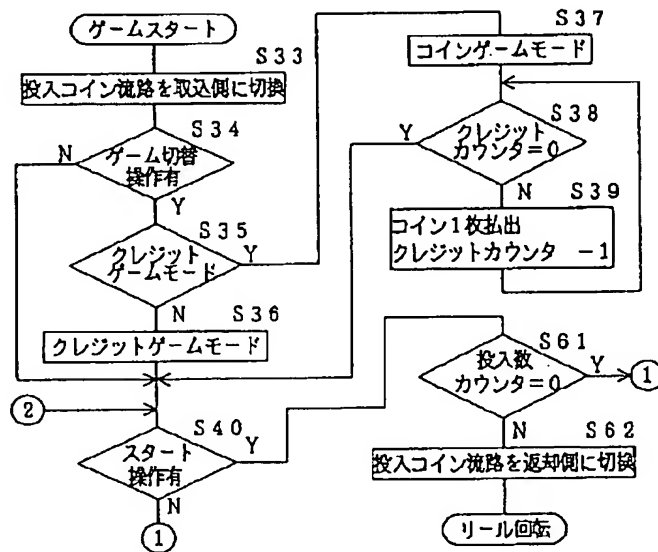 ゲームスタート
S33
投入コイン流路を取込側に切換
S34
N
ゲーム切替
操作有
Y
S35
クレジット
ゲームモード
Y
N
S36
クレジットゲームモード
2
S40
スタート
操作有
Y
N
1
S37
コインゲームモード
S38
Y
クレジット
カウンタ=0
N
S39
コイン1枚払出
クレジットカウンタ -1
S61
投入数
カウンタ=0
Y
1
N
S62
投入コイン流路を返却側に切換
リール回転